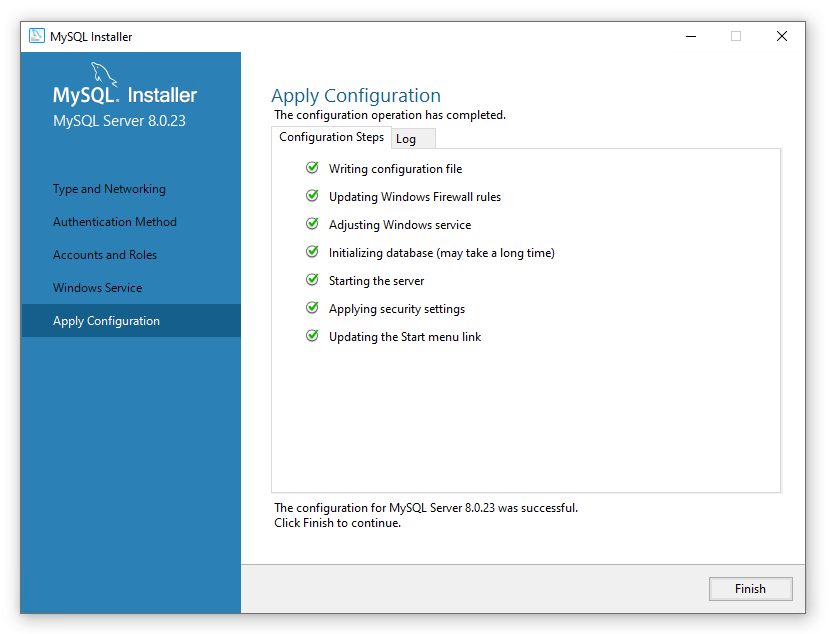 MySQL Installer
MySQL. Installer
MySQL Server 8.0.23
Type and Networking
Authentication Method
Accounts and Roles
Windows Service
Apply Configuration
Apply Configuration
The configuration operation has completed.
Configuration Steps Log
Writing configuration file
Updating Windows Firewall rules
Adjusting Windows service
Initializing database (may take a long time)
Starting the server
Applying security settings
Updating the Start menu link
The configuration for MySQL Server 8.0.23 was successful.
Click Finish to continue.
Finish